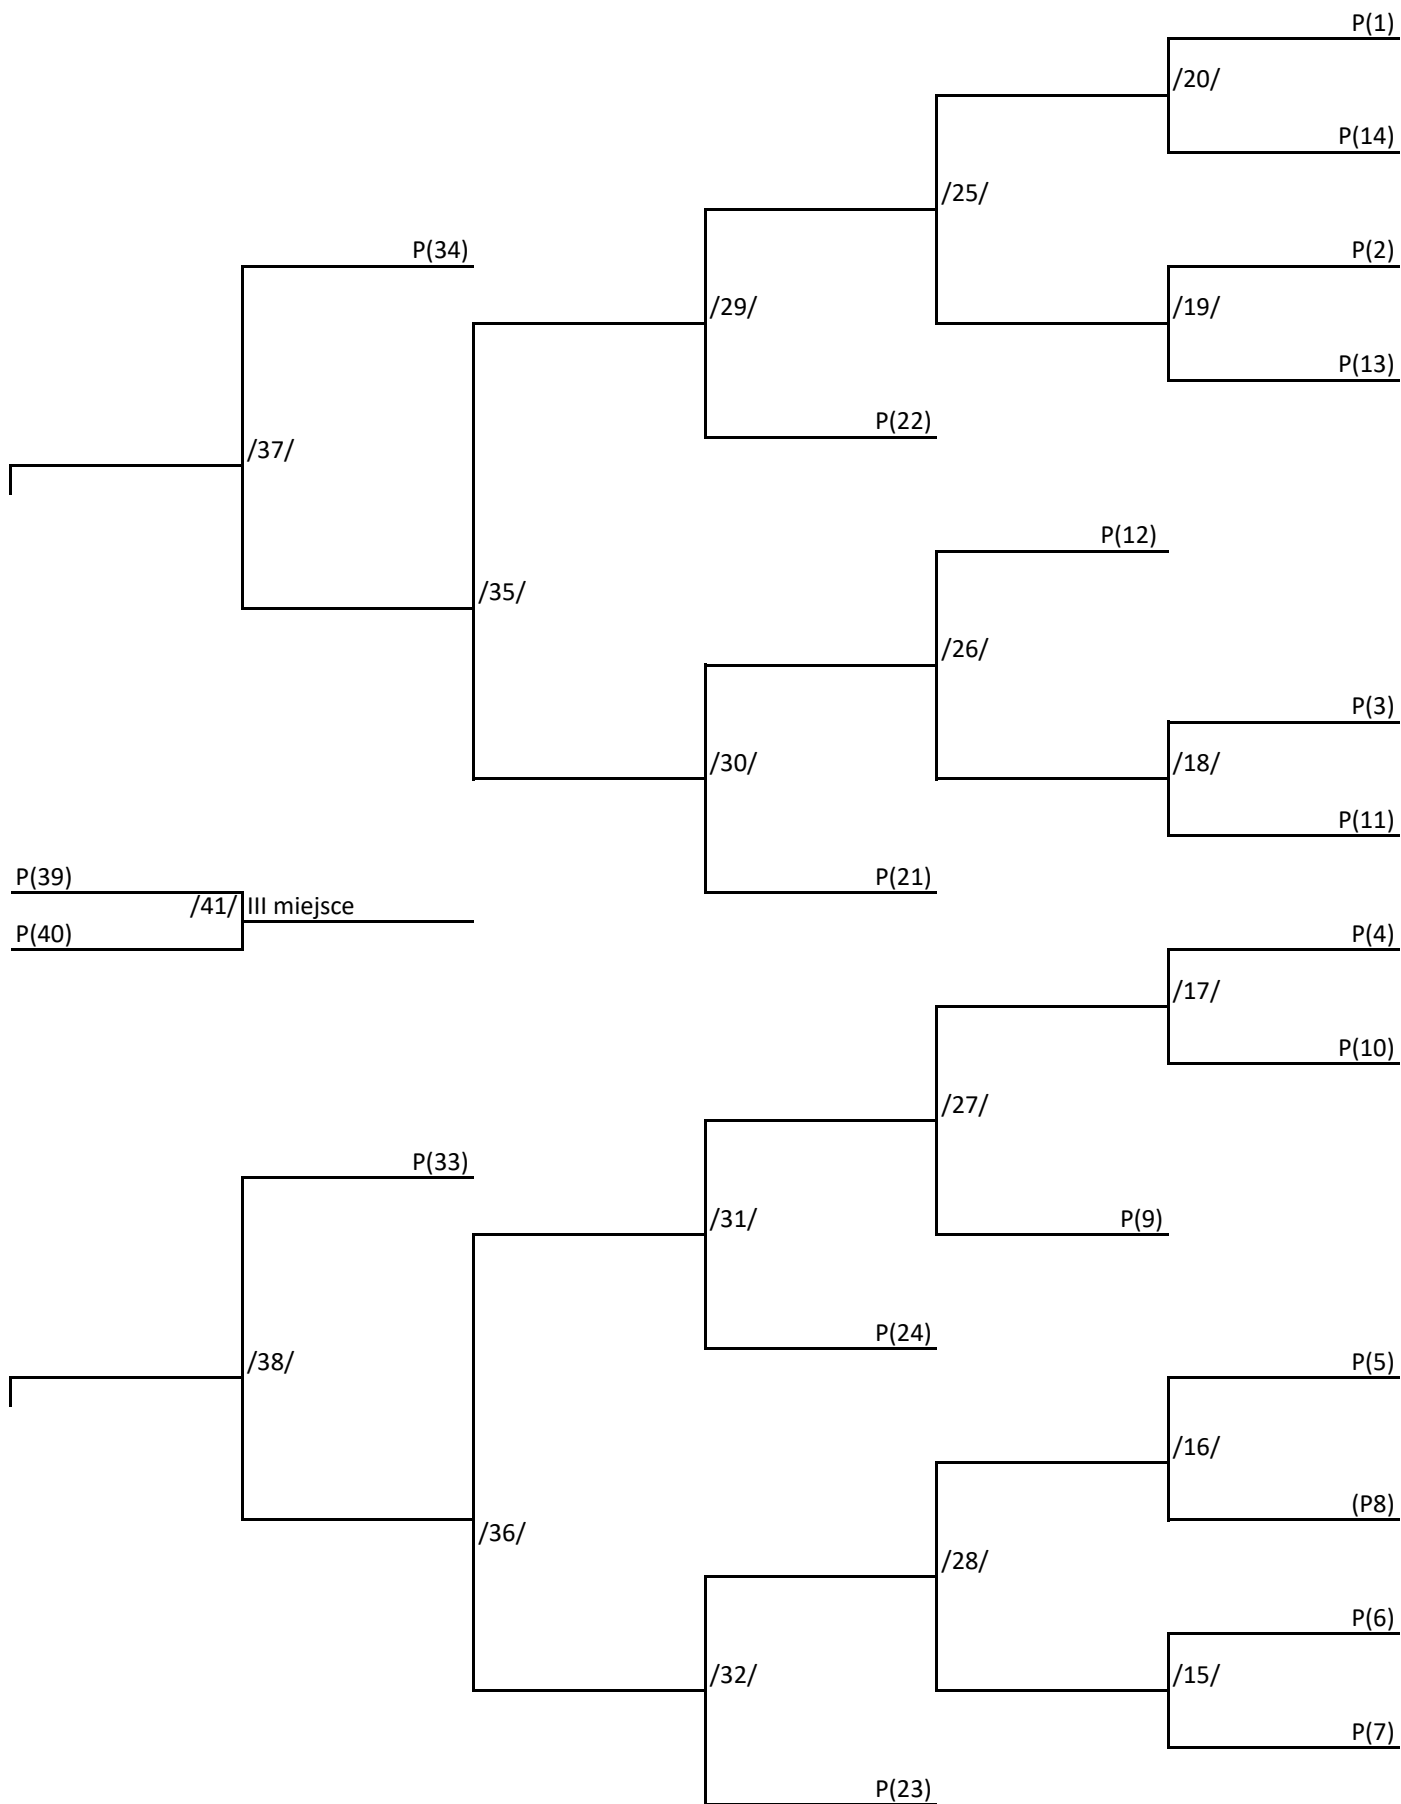 P(1)
/20/
P(14)
/25/
P(34)
P(2)
/29/
/19/
P(13)
P(22)
/37/
P(12)
/35/
/26/
P(3)
/30/
/18/
P(11)
P(39)
P(21)
/41/ III miejsce
P(40)
P(4)
/17/
P(10)
/27/
P(33)
/31/
P(9)
P(24)
/38/
P(5)
/16/
(P8)
/36/
/28/
P(6)
/32/
/15/
P(7)
P(23)